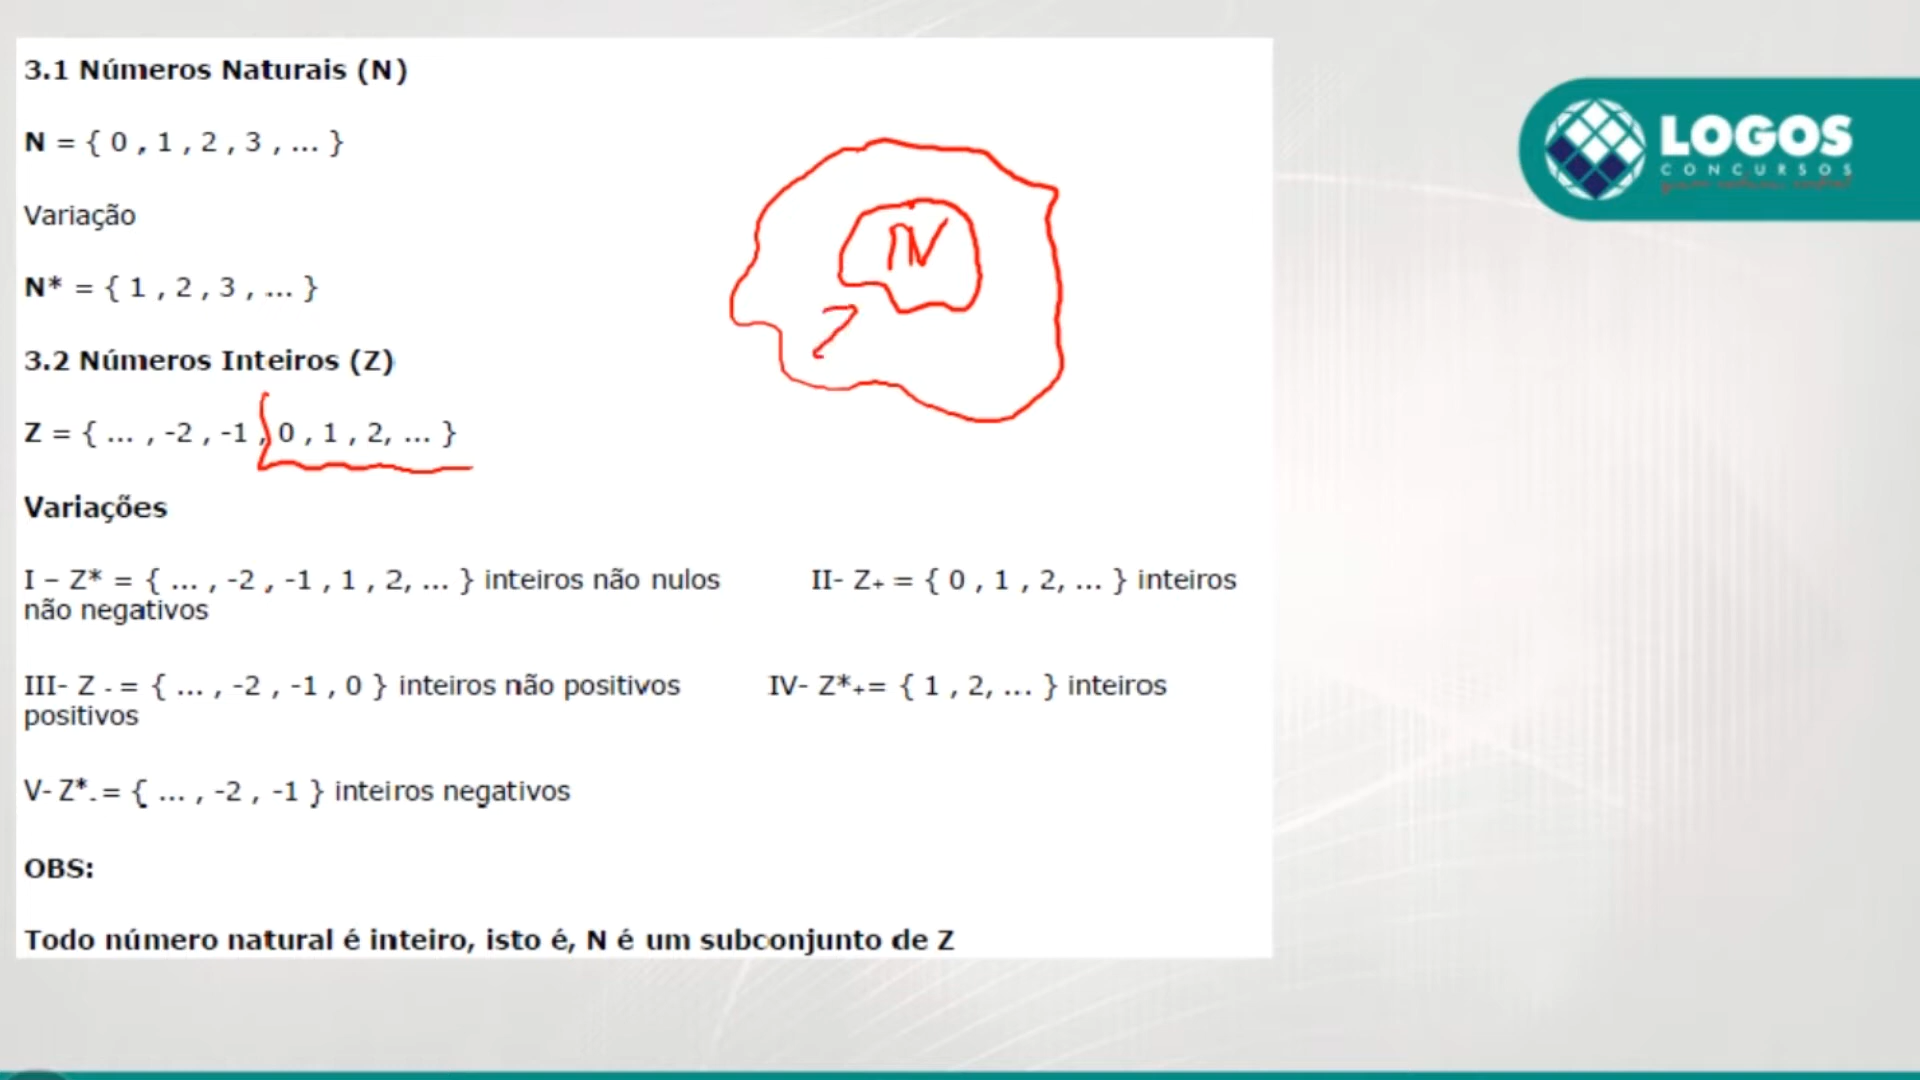 3.1 Números Naturais (N)
N = { 0 , 1 , 2 , 3 , ... }
Variação
N* = { 1 , 2 , 3 , ... }
3.2 Números Inteiros (Z)
Z = { ... , -2 , -1 , 0 , 1 , 2, ... }
Variações
I – Z* = { ... , -2 , -1 , 1 , 2, ... } inteiros não nulos II- Z+ = { 0 , 1 , 2, ... } inteiros
não negativos
III- Z - = { ... , -2 , -1 , 0 } inteiros não positivos IV- Z*+= { 1 , 2, ... } inteiros
positivos
V- Z*-= { ... , -2 , -1 } inteiros negativos
OBS:
Todo número natural é inteiro, isto é, N é um subconjunto de Z
N
Z
LOGOS
CONCURSOS